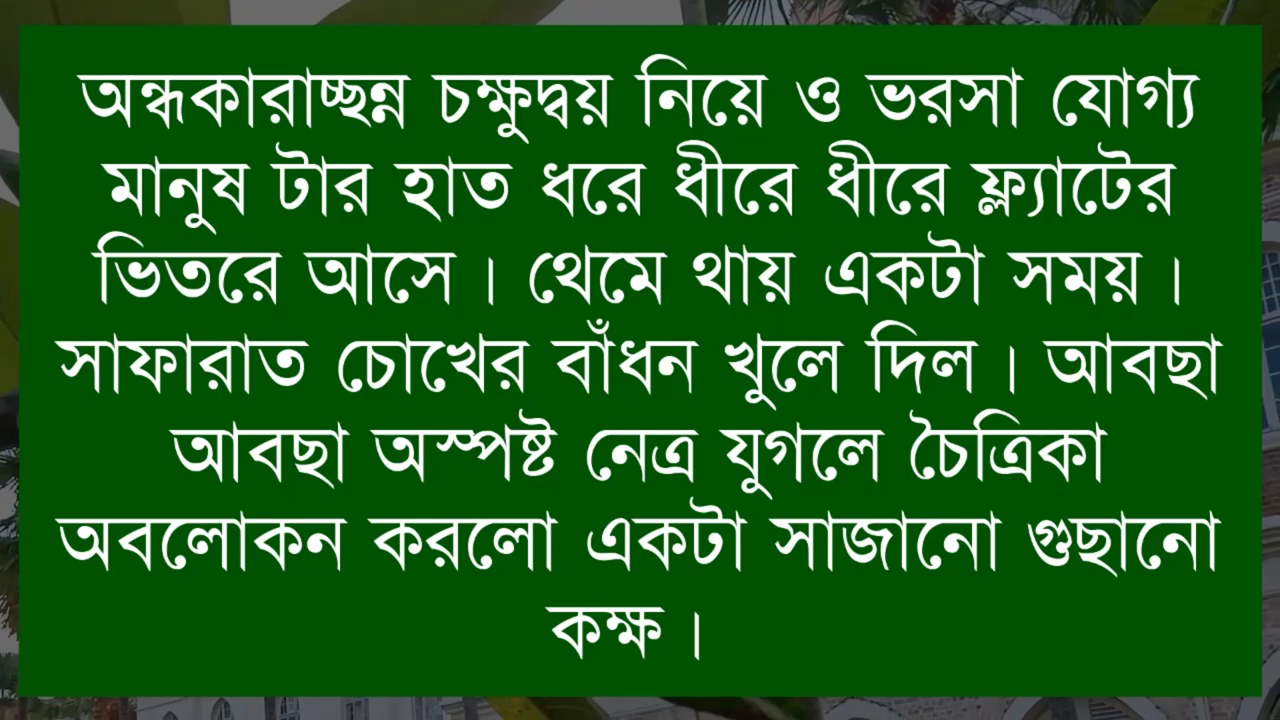 অন্ধকারাচ্ছন্ন চক্ষুদ্বয় নিয়ে ও ভরসা যোগ্য
মানুষ টার হাত ধরে ধীরে ধীরে ফ্ল্যাটের
ভিতরে আসে। থেমে থায় একটা সময়।
সাফারাত চোখের বাঁধন খুলে দিল। আবছা
আবছা অস্পষ্ট নেত্র যুগলে চৈত্রিকা
অবলোকন করলো একটা সাজানো গুছানো
কক্ষ।